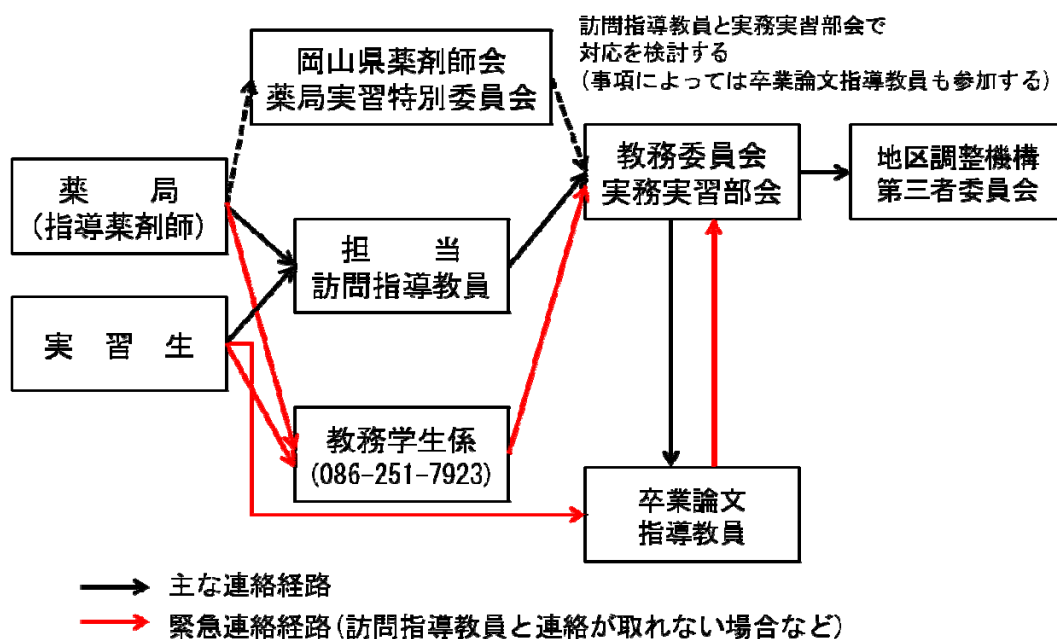 訪問指導教員と実務実習部会で
対応を検討する
(事項によっては卒業論文指導教員も参加する)
岡山県薬剤師会
薬局実習特別委員会
教務委員会
実務実習部会
地区調整機構
第三者委員会
薬　　局
(指導薬剤師)
担　　当
訪問指導教員
実　習　生
教務学生係
(086-251-7923)
卒業論文
指導教員
主な連絡経路
緊急連絡経路(訪問指導教員と連絡が取れない場合など)